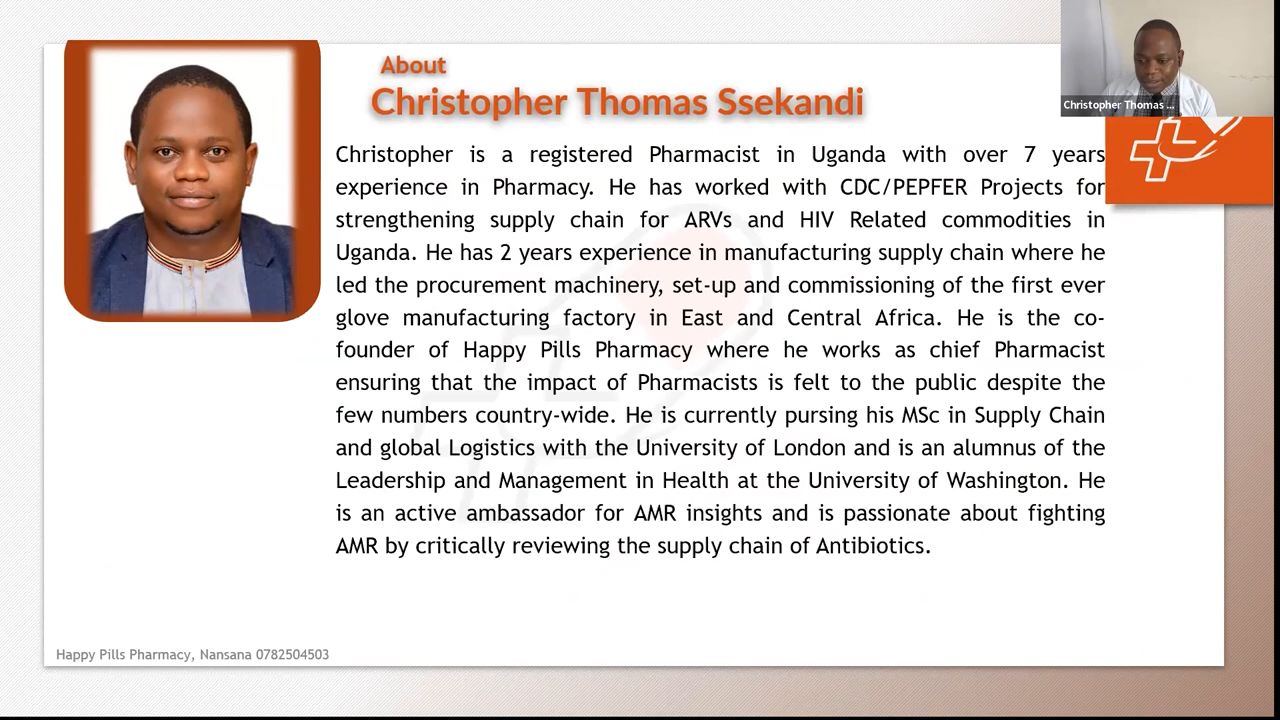 About
Christopher Thomas Ssekandi
Christopher Thomas ...
Christopher is a registered Pharmacist in Uganda with over 7 years
experience in Pharmacy. He has worked with CDC/PEPFER Projects for
strengthening supply chain for ARVs and HIV Related commodities in
Uganda. He has 2 years experience in manufacturing supply chain where he
led the procurement machinery, set-up and commissioning of the first ever
glove manufacturing factory in East and Central Africa. He is the co-
founder of Happy Pills Pharmacy where he works as chief Pharmacist
ensuring that the impact of Pharmacists is felt to the public despite the
few numbers country-wide. He is currently pursing his MSc in Supply Chain
and global Logistics with the University of London and is an alumnus of the
Leadership and Management in Health at the University of Washington. He
is an active ambassador for AMR insights and is passionate about fighting
AMR by critically reviewing the supply chain of Antibiotics.
Happy Pills Pharmacy, Nansana 0782504503